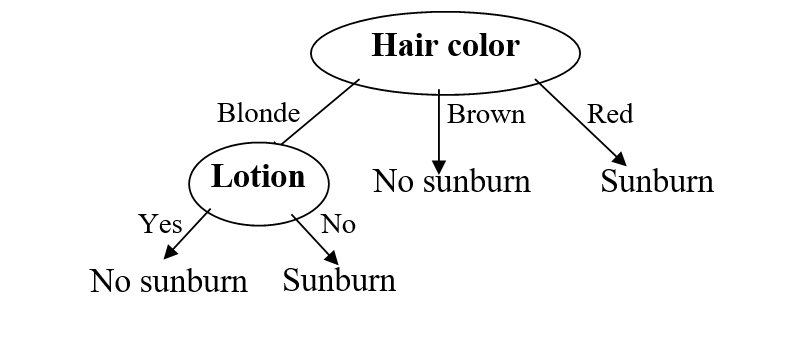 Hair color
Blonde
Brown
Red
Lotion
No sunburn
Sunburn
Yes
No
No sunburn
Sunburn